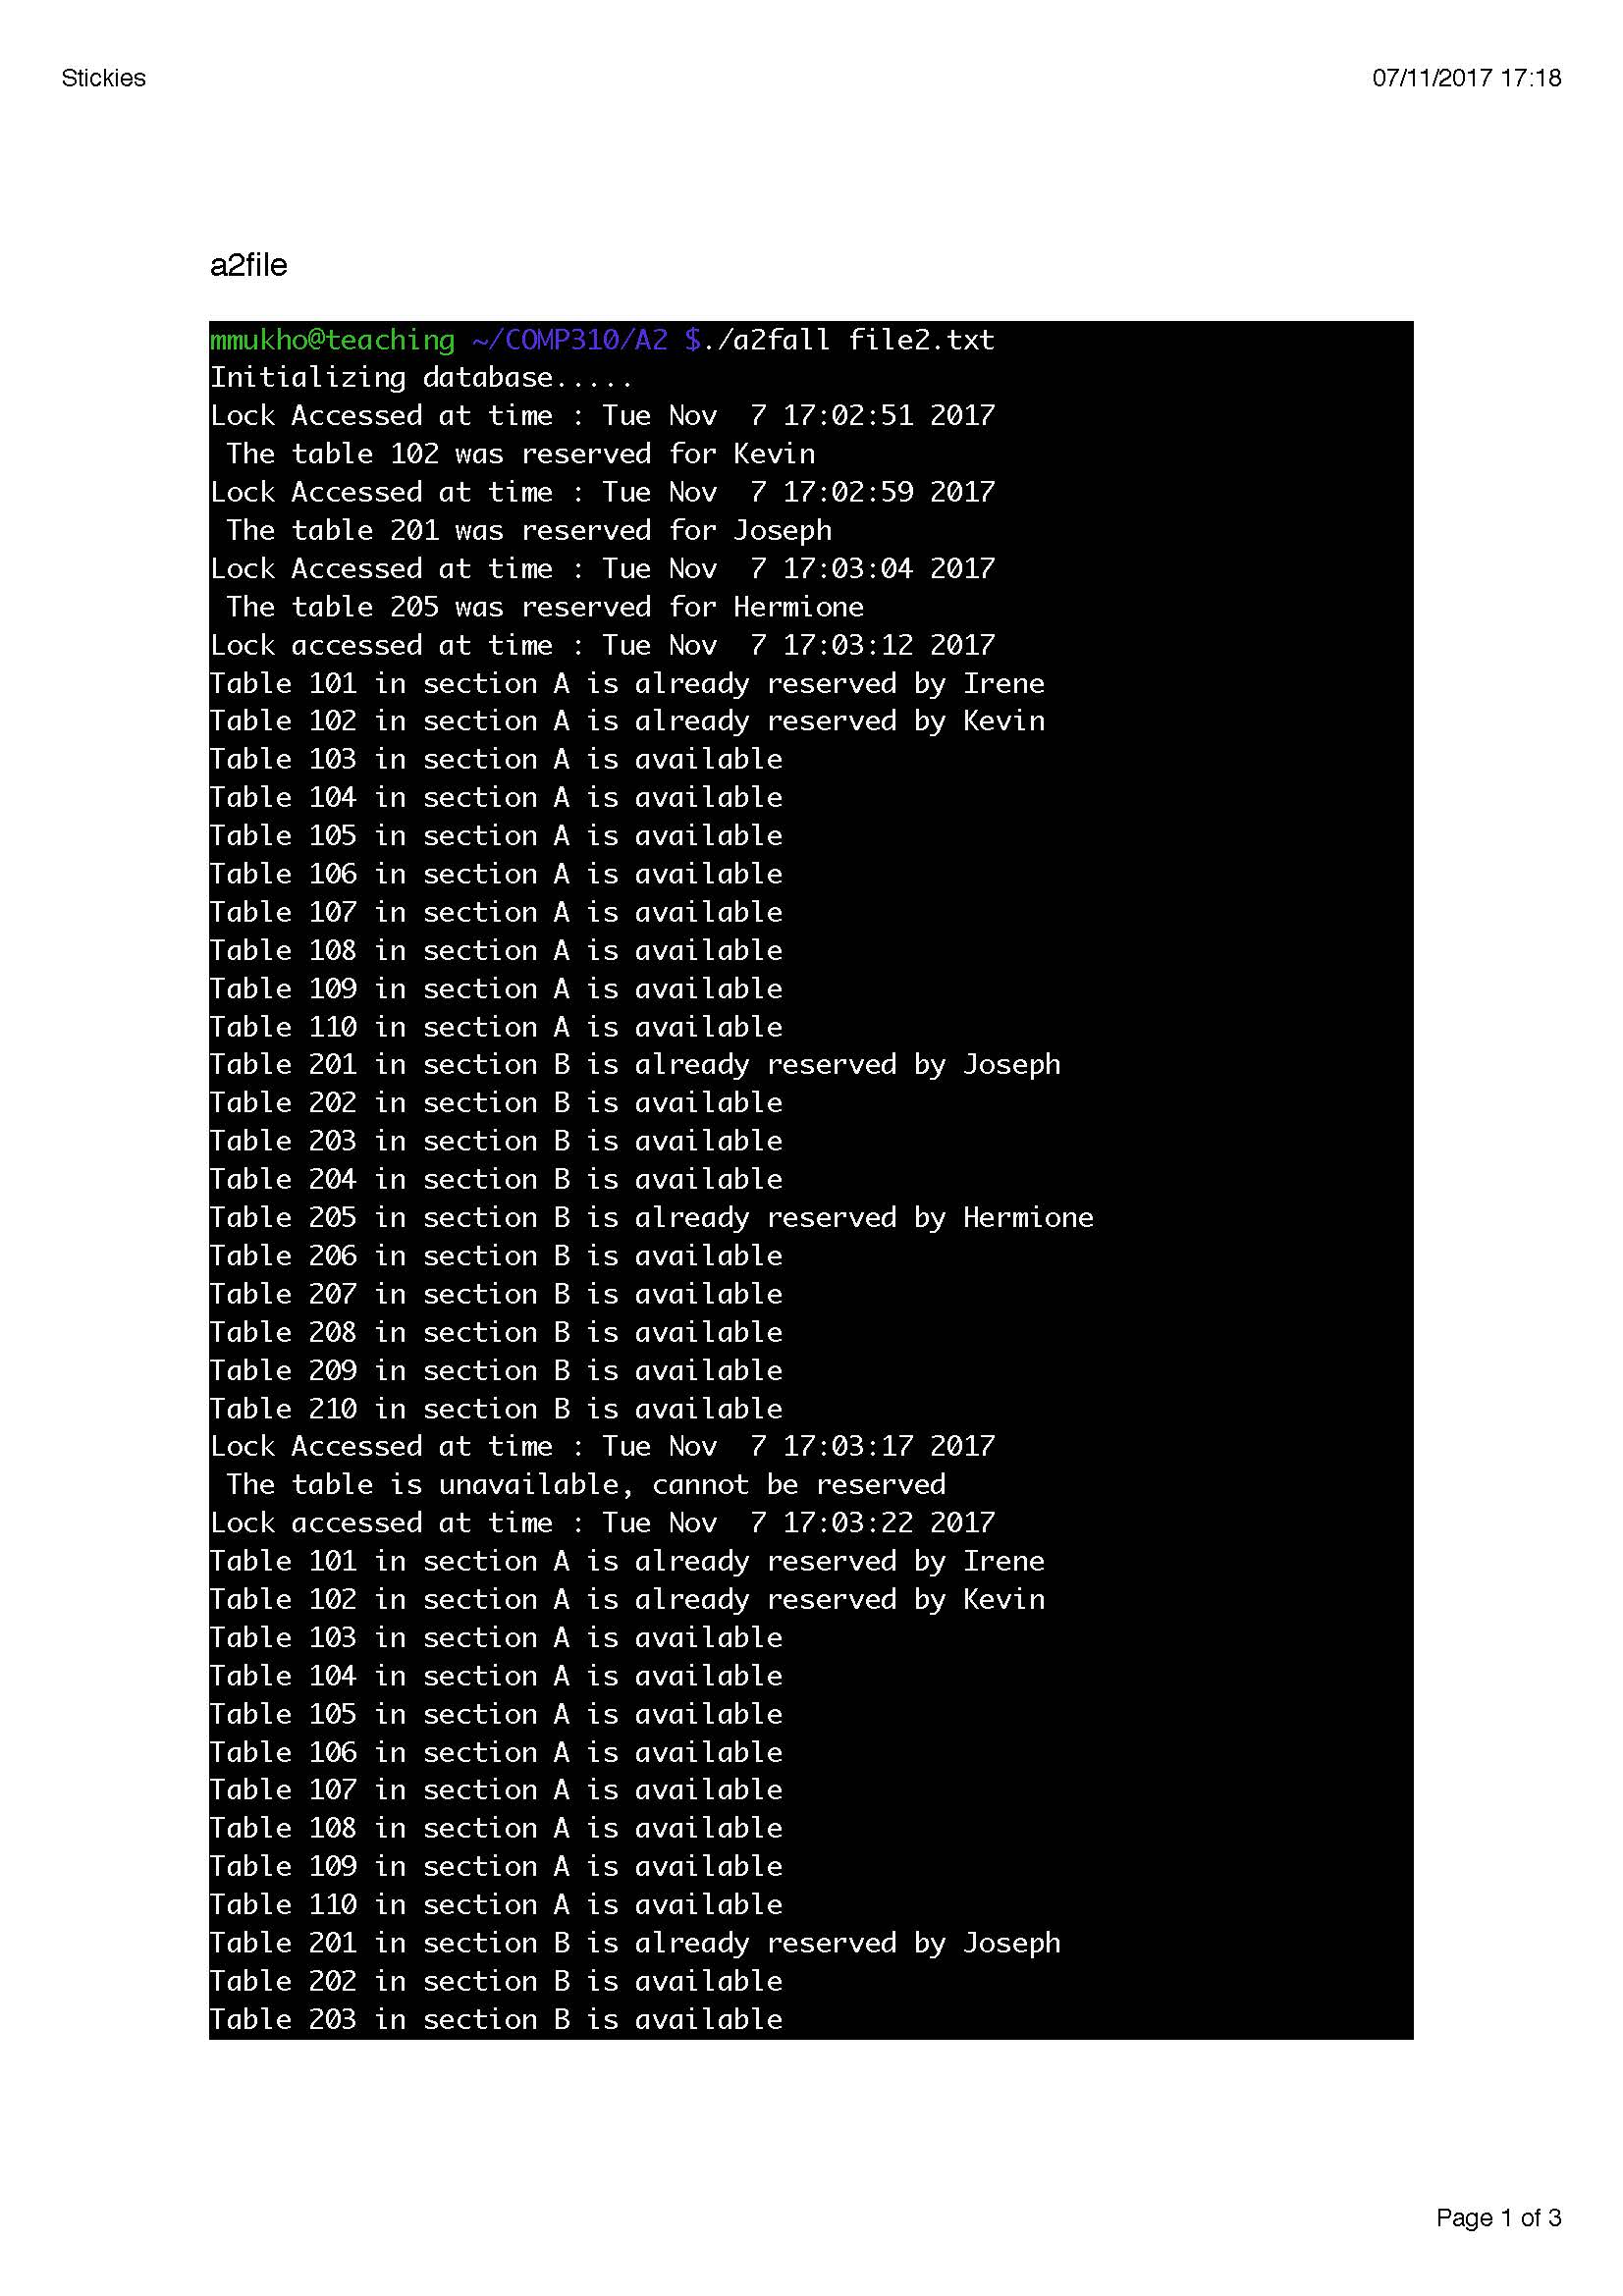 Stickies
07/11/2017 17:18
a2file
mmukho@teaching ~/COMP310/A2 $./a2fall file2.txt
Initializing database.....
Lock Accessed at time : Tue Nov  7 17:02:51 2017
 The table 102 was reserved for Kevin
Lock Accessed at time : Tue Nov  7 17:02:59 2017
 The table 201 was reserved for Joseph
Lock Accessed at time : Tue Nov  7 17:03:04 2017
 The table 205 was reserved for Hermione
Lock accessed at time : Tue Nov  7 17:03:12 2017
Table 101 in section A is already reserved by Irene
Table 102 in section A is already reserved by Kevin
Table 103 in section A is available
Table 104 in section A is available
Table 105 in section A is available
Table 106 in section A is available
Table 107 in section A is available
Table 108 in section A is available
Table 109 in section A is available
Table 110 in section A is available
Table 201 in section B is already reserved by Joseph
Table 202 in section B is available
Table 203 in section B is available
Table 204 in section B is available
Table 205 in section B is already reserved by Hermione
Table 206 in section B is available
Table 207 in section B is available
Table 208 in section B is available
Table 209 in section B is available
Table 210 in section B is available
Lock Accessed at time : Tue Nov  7 17:03:17 2017
 The table is unavailable, cannot be reserved
Lock accessed at time : Tue Nov  7 17:03:22 2017
Table 101 in section A is already reserved by Irene
Table 102 in section A is already reserved by Kevin
Table 103 in section A is available
Table 104 in section A is available
Table 105 in section A is available
Table 106 in section A is available
Table 107 in section A is available
Table 108 in section A is available
Table 109 in section A is available
Table 110 in section A is available
Table 201 in section B is already reserved by Joseph
Table 202 in section B is available
Table 203 in section B is available
Page 1 of 3